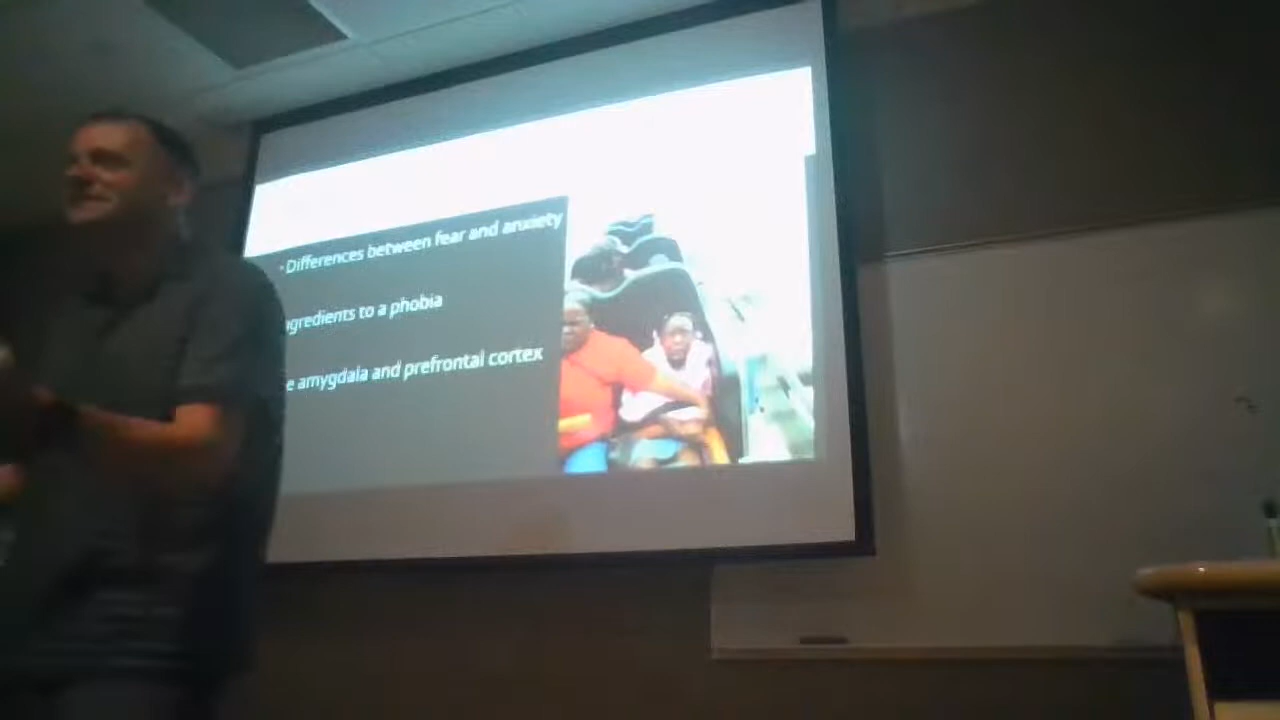 · Differences between fear and anxiety
ngredients to a phobia
e amygdala and prefrontal cortex